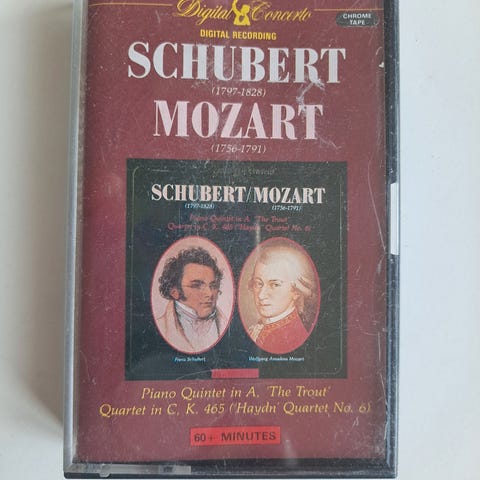 Digital Concerto
CHROME
TAPE
DIGITAL RECORDING
SCHUBERT
(1797-1828)
MOZART
(1756-1791)
SCHUBERT/MOZART
(1797-1828) (1756-1791)
Piano Quintet in A, 'The Trout'
Quartet in C, K. 465 ('Haydn' Quartet No. 6)
Franz Schubert Wolfgang Amadeus Mozart
Piano Quintet in A, 'The Trout'
Quartet in C, K. 465 ('Haydn' Quartet No. 6)
60+ MINUTES